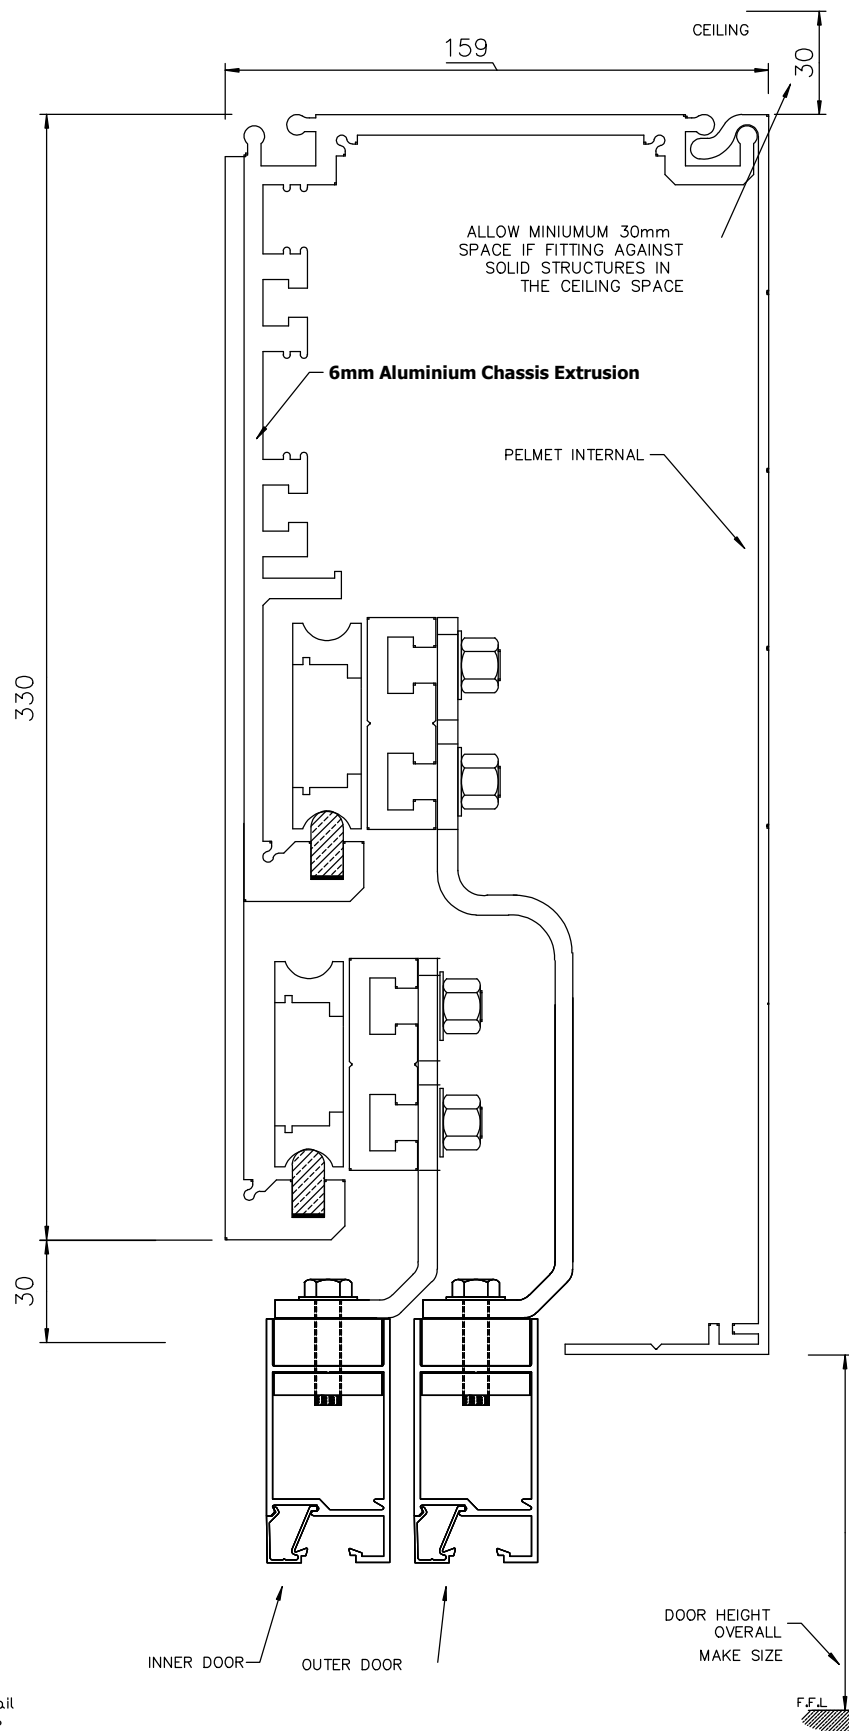 CEILING
159
30
ALLOW MINIUMUM 30mm
SPACE IF FITTING AGAINST
SOLID STRUCTURES IN
THE CEILING SPACE
6mm Aluminium Chassis Extrusion
PELMET INTERNAL
330
30
DOOR HEIGHT
OVERALL
MAKE SIZE
INNER DOOR
OUTER DOOR
F.F.L